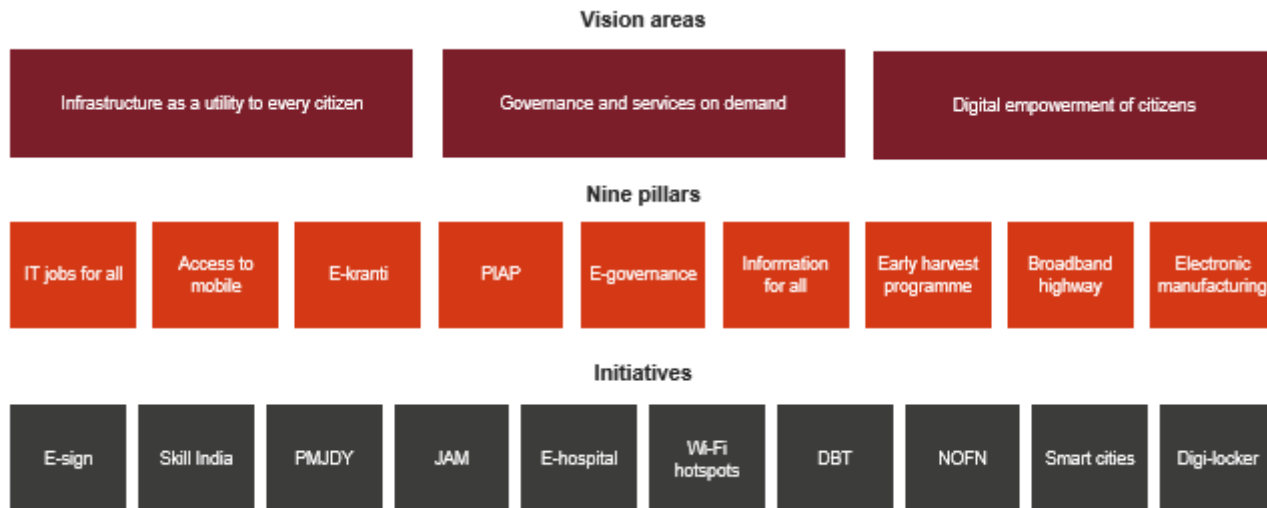 Vision areas
Infrastructure as a utility to every citizen
Governance and services on demand
Digital empowerment of citizens
Nine pillars
IT jobs for all
Access to
mobile
E-kranti
PIAP
E-governance
Information
for all
Early harvest
programme
Broadband
highway
Electronic
manufacturing
Initiatives
E-sign
Skill India
PMJDY
JAM
E-hospital
Wi-Fi
hotspots
DBT
NOFN
Smart cities
Digi-locker